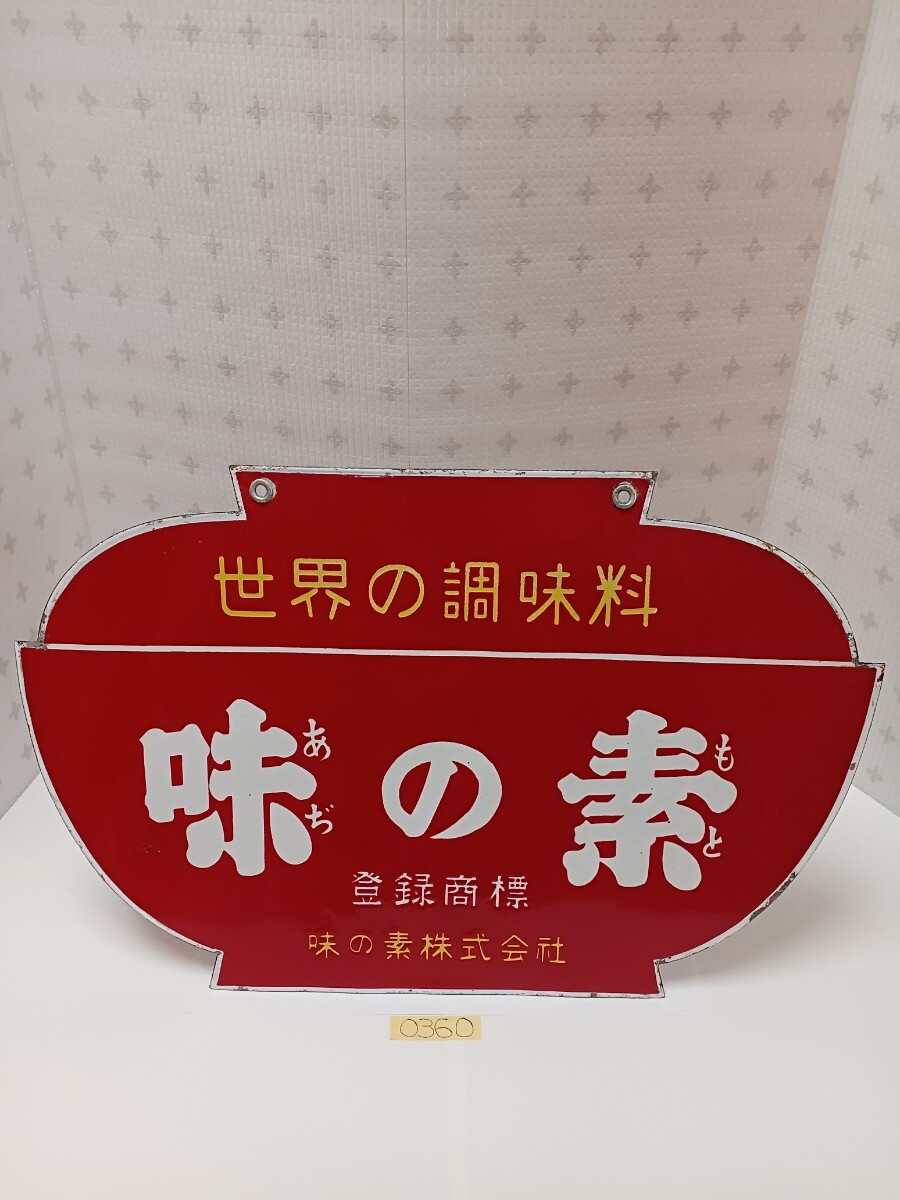 世界の調味料
味の素
あぢ
もと
登録商標
味の素株式会社
0360